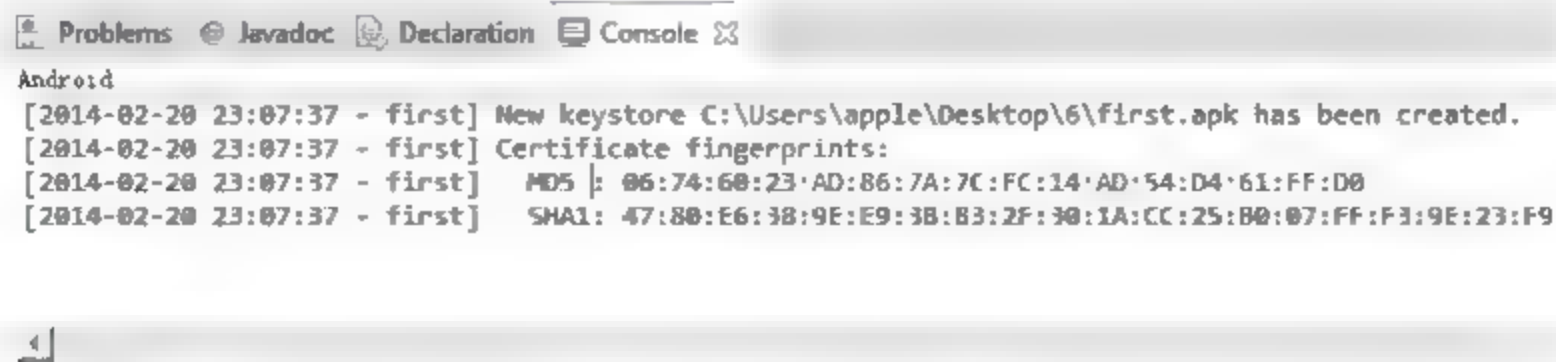 Problems Javadoc Declaration Console
Android
[2014-02-20 23:07:37 - first] New keystore C:\Users\apple\Desktop\6\first.apk has been created.
[2014-02-20 23:07:37 - first] Certificate fingerprints:
[2014-02-20 23:07:37 - first] MD5 : 06:74:60:23:AD:86:7A:7C:FC:14:AD:54:D4:61:FF:D0
[2014-02-20 23:07:37 - first] SHA1: 47:80:E6:38:9E:E9:3B:B3:2F:30:1A:CC:25:B0:07:FF:F3:9E:23:F9